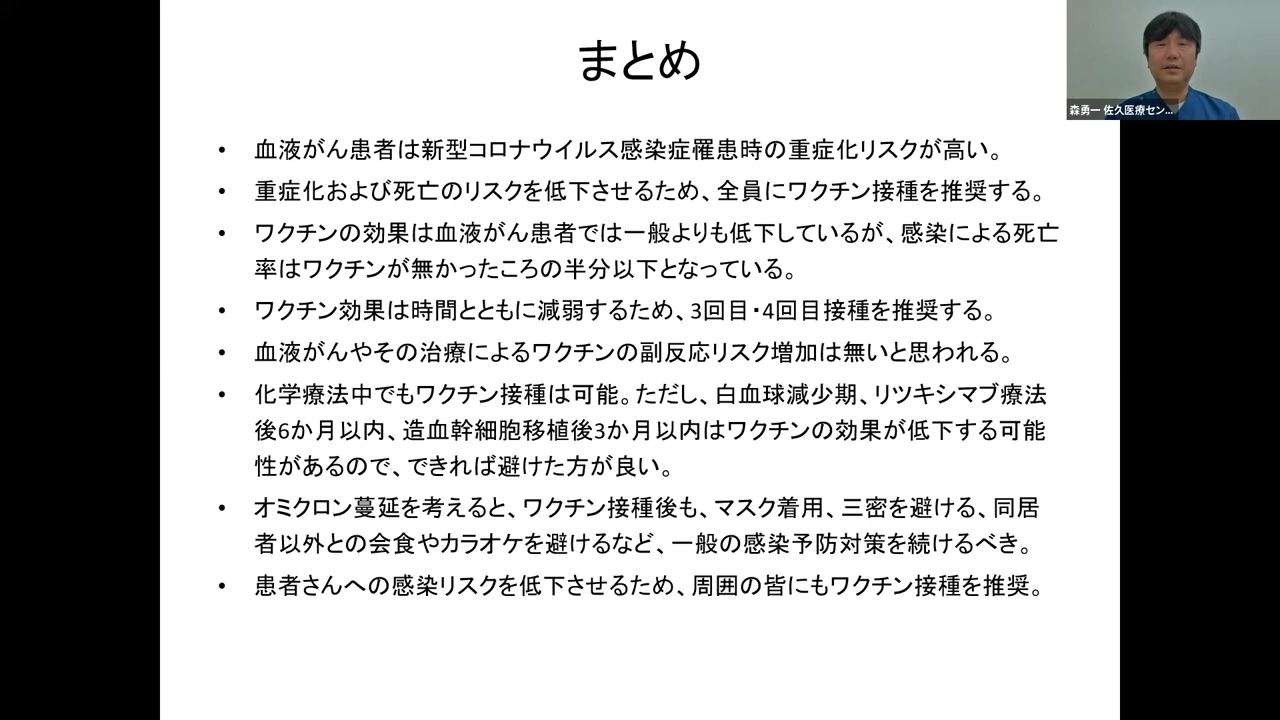 まとめ
森勇一 佐久医療セン...
• 血液がん患者は新型コロナウイルス感染症罹患時の重症化リスクが高い。
• 重症化および死亡のリスクを低下させるため、全員にワクチン接種を推奨する。
• ワクチンの効果は血液がん患者では一般よりも低下しているが、感染による死亡
率はワクチンが無かったころの半分以下となっている。
• ワクチン効果は時間とともに減弱するため、3回目・4回目接種を推奨する。
• 血液がんやその治療によるワクチンの副反応リスク増加は無いと思われる。
• 化学療法中でもワクチン接種は可能。ただし、白血球減少期、リツキシマブ療法
後6か月以内、造血幹細胞移植後3か月以内はワクチンの効果が低下する可能
性があるので、できれば避けた方が良い。
• オミクロン蔓延を考えると、ワクチン接種後も、マスク着用、三密を避ける、同居
者以外との会食やカラオケを避けるなど、一般の感染予防対策を続けるべき。
• 患者さんへの感染リスクを低下させるため、周囲の皆にもワクチン接種を推奨。